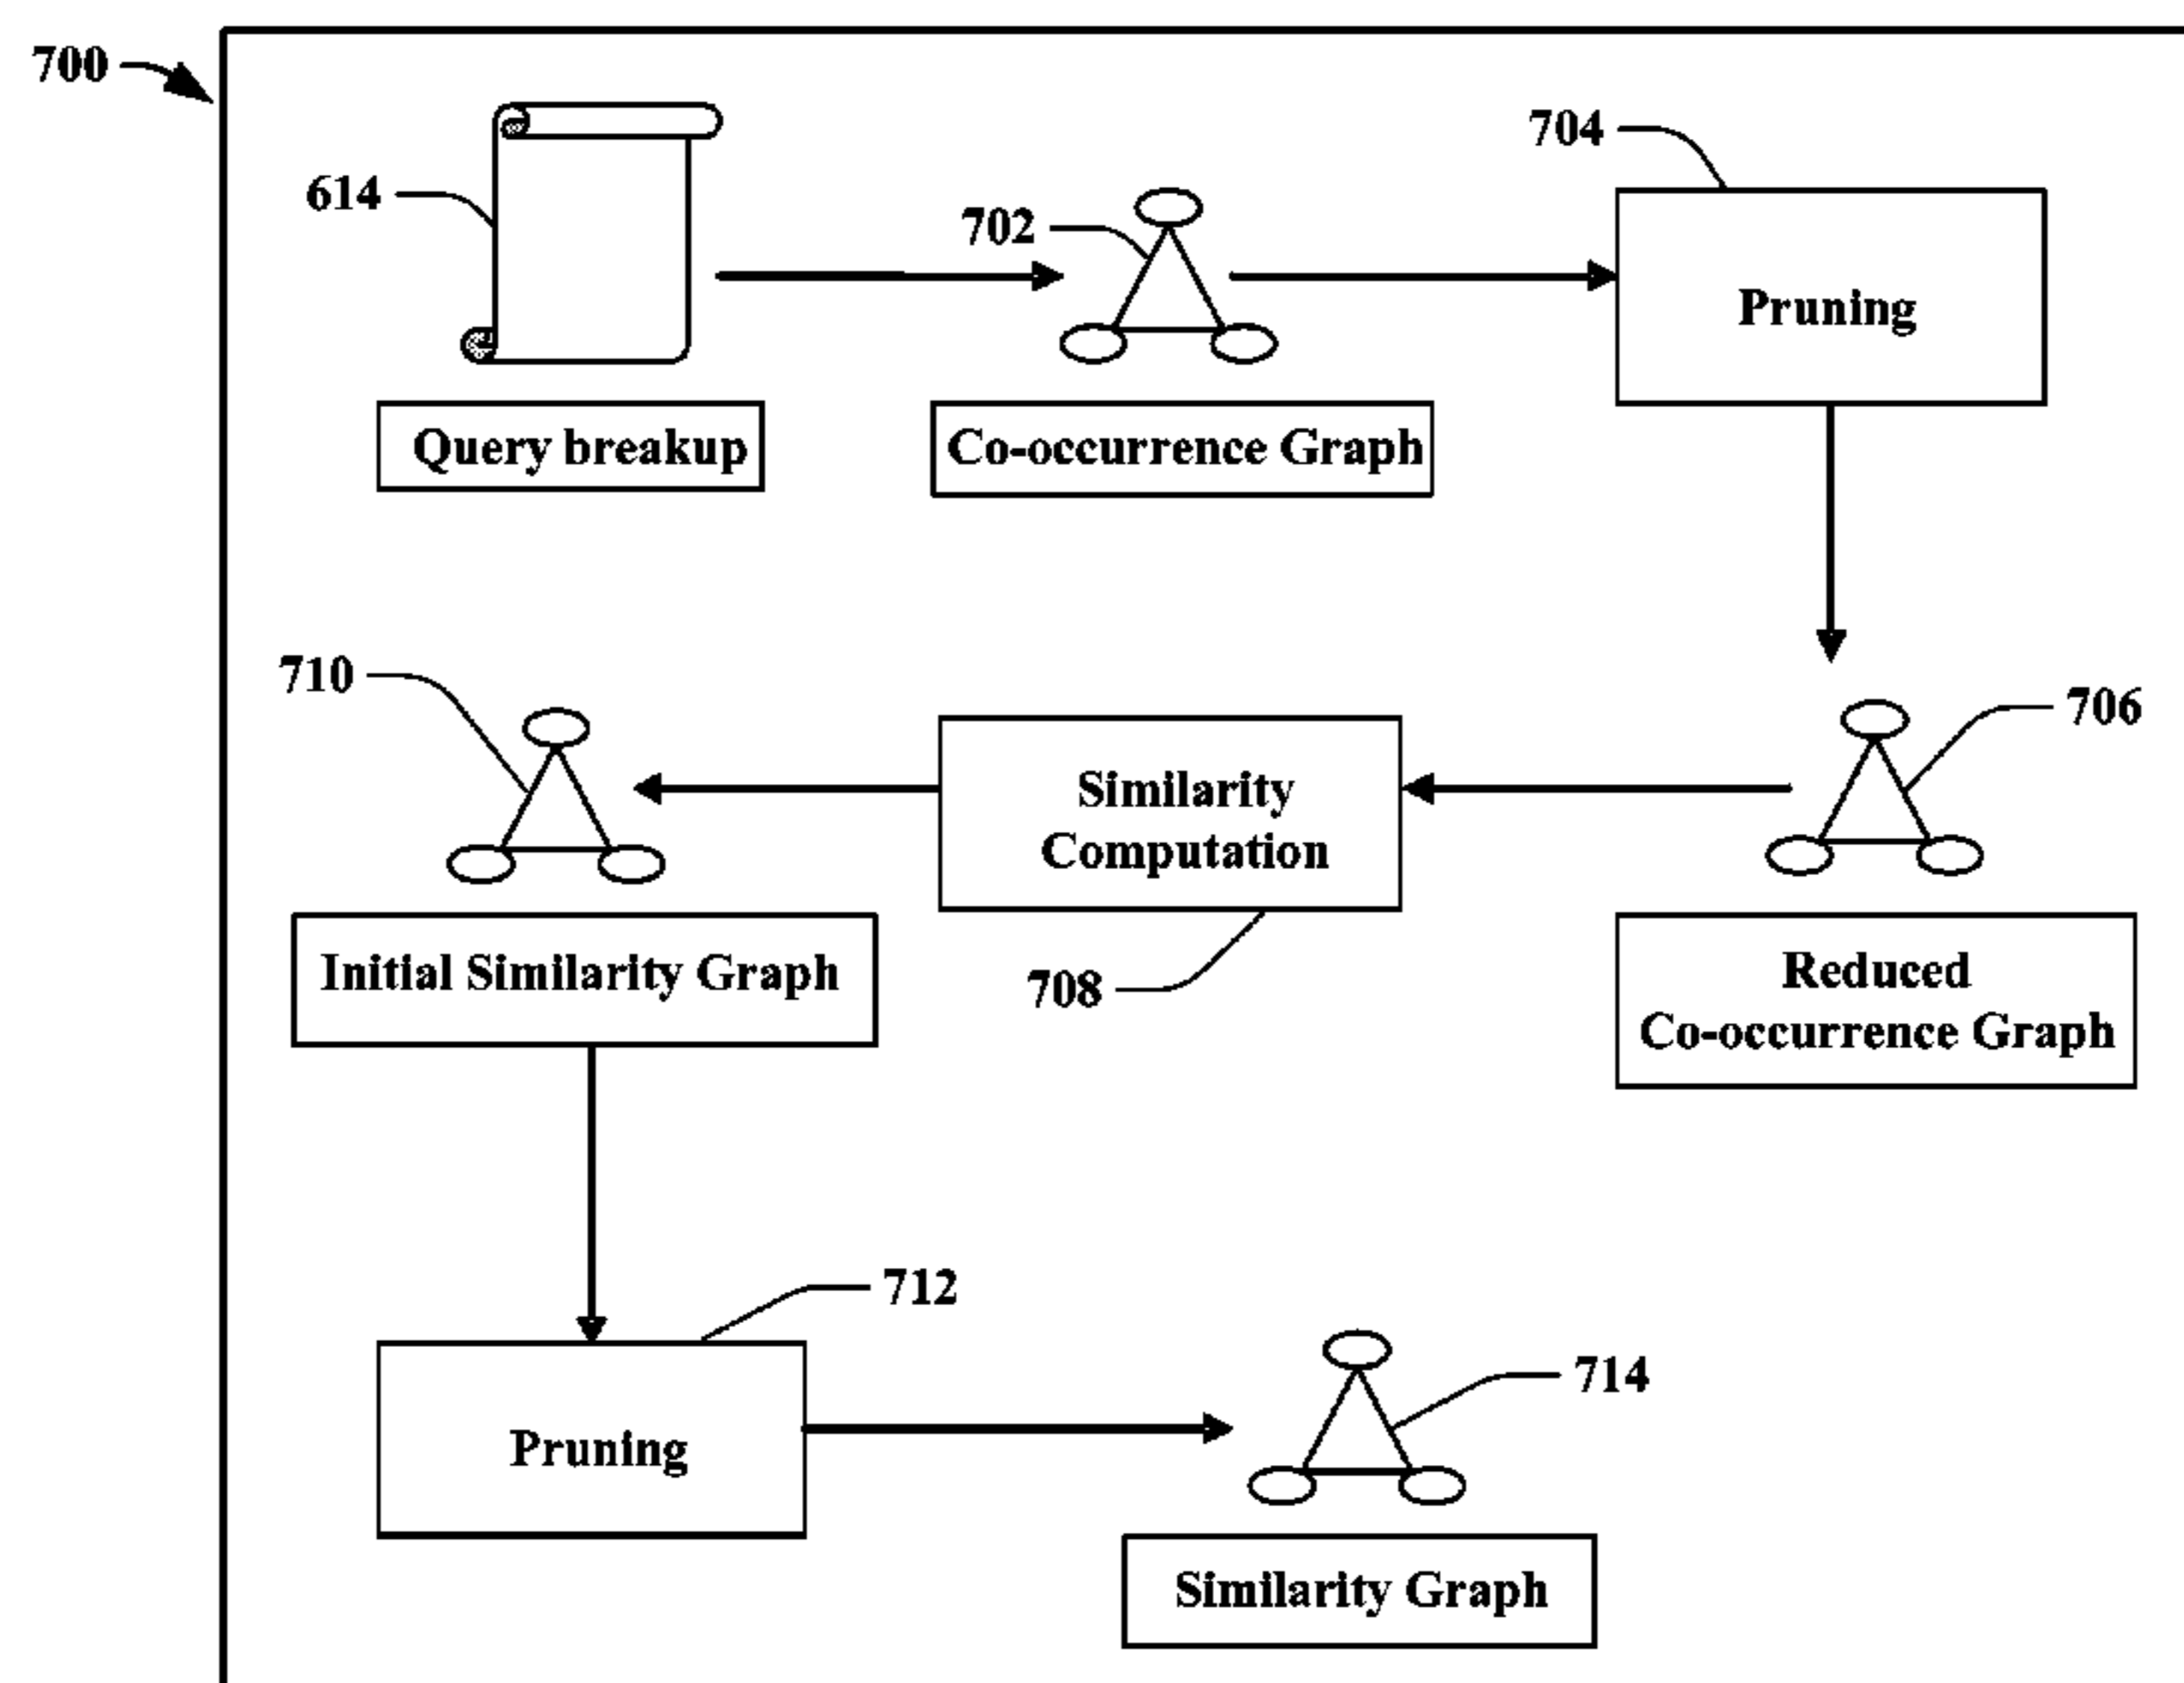 700
614
702
704
Pruning
Query breakup
Co-occurrence Graph
710
706
Similarity
Computation
Initial Similarity Graph
708
Reduced
Co-occurrence Graph
712
Pruning
714
Similarity Graph